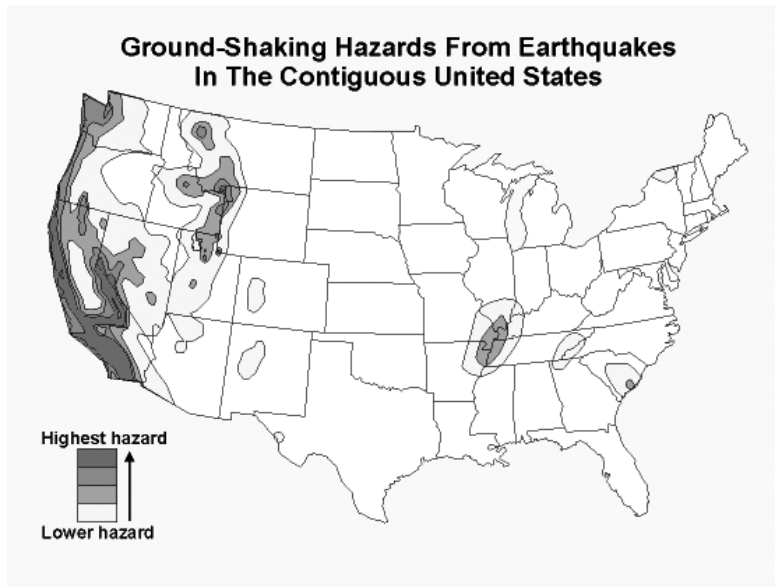 Ground-Shaking Hazards From Earthquakes
In The Contiguous United States
Highest hazard
Lower hazard